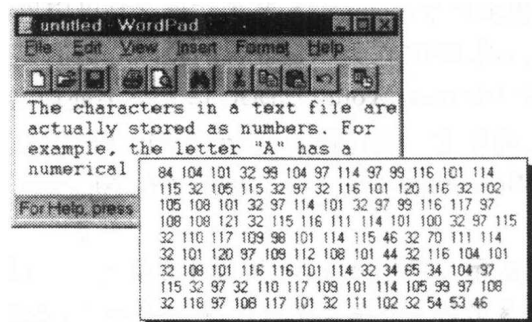 untitled - WordPad
File Edit View Insert Format Help
The characters in a text file are
actually stored as numbers. For
example, the letter "A" has a
numerical
For Help, press
84 104 101 32 99 104 97 114 97 99 116 101 114
115 32 105 115 32 97 32 116 101 120 116 32 102
105 108 101 32 97 114 101 32 97 99 116 117 97
108 108 121 32 115 116 111 114 101 100 32 97 115
32 110 117 109 98 101 114 115 46 32 70 111 114
32 101 120 97 109 112 108 101 44 32 116 104 101
32 108 101 116 116 101 114 32 34 65 34 104 97
115 32 97 32 110 117 109 101 114 105 99 97 108
32 118 97 108 117 101 32 111 102 32 54 53 46